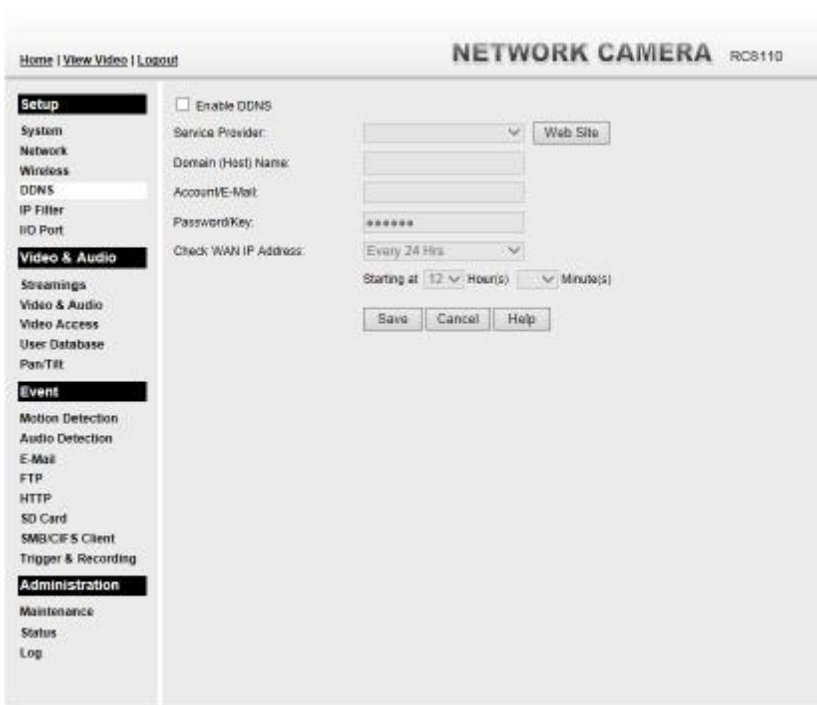 Home | View Video | Logout
NETWORK CAMERA RC8110
Setup
System
Network
Wireless
DDNS
IP Filter
I/O Port
Video & Audio
Streamings
Video & Audio
Video Access
User Database
Pan/Tilt
Event
Motion Detection
Audio Detection
E-Mail
FTP
HTTP
SD Card
SMB/CIFS Client
Trigger & Recording
Administration
Maintenance
Status
Log
Enable DDNS
Service Provider: Web Site
Domain (Host) Name:
Account/E-Mail:
Password/Key: ●●●●●●
Check WAN IP Address: Every 24 Hrs
Starting at 12 Hour(s) Minute(s)
Save Cancel Help